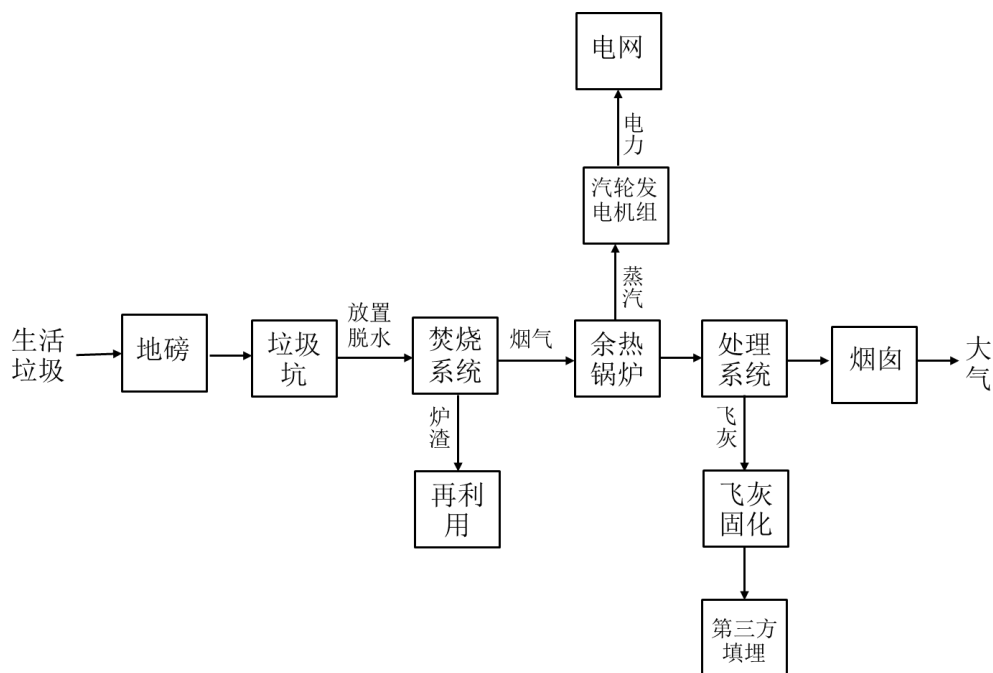 电网
电
力
汽轮发
电机组
蒸
汽
生活
垃圾
地磅
垃圾
坑
放置
脱水
焚烧
系统
烟气
余热
锅炉
处理
系统
烟囱
大
气
炉
渣
飞
灰
再利
用
飞灰
固化
第三方
填埋